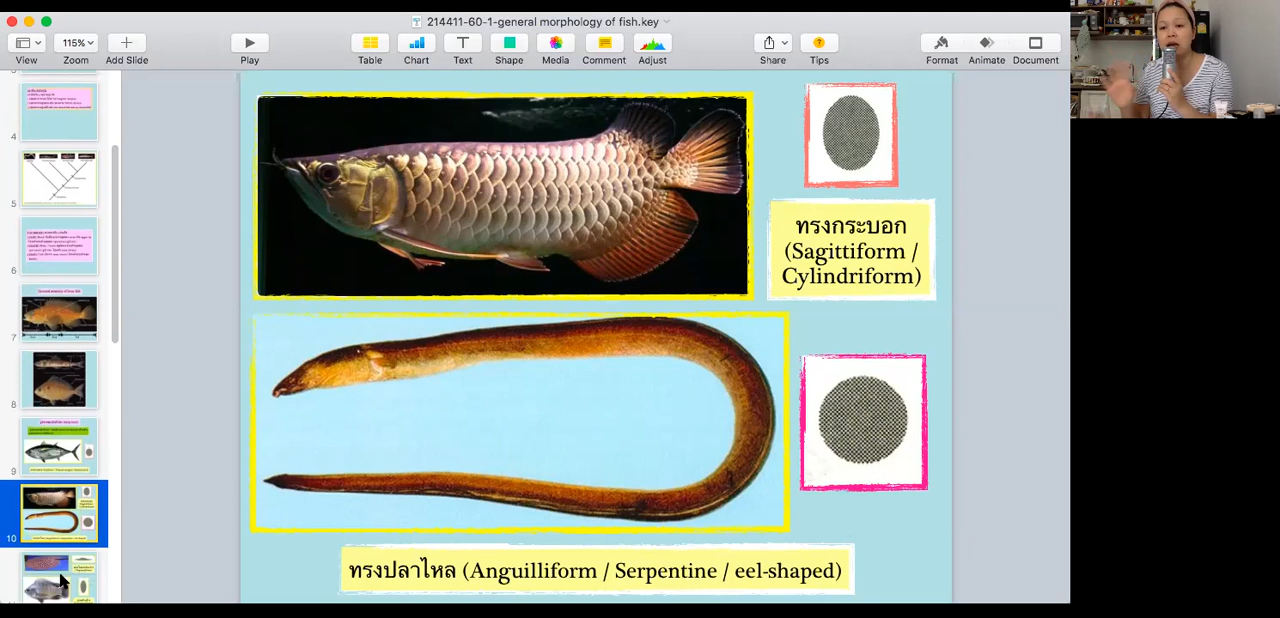 214411-60-1-general morphology of fish.key
115%
View
Zoom
Add Slide
Play
Table
Chart
Text
Shape
Media
Comment
Adjust
Share
Tips
Format
Animate
Document
4
5
6
7
8
9
10
ทรงกระบอก
(Sagittiform /
Cylindriform)
ทรงปลาไหล (Anguilliform / Serpentine / eel-shaped)